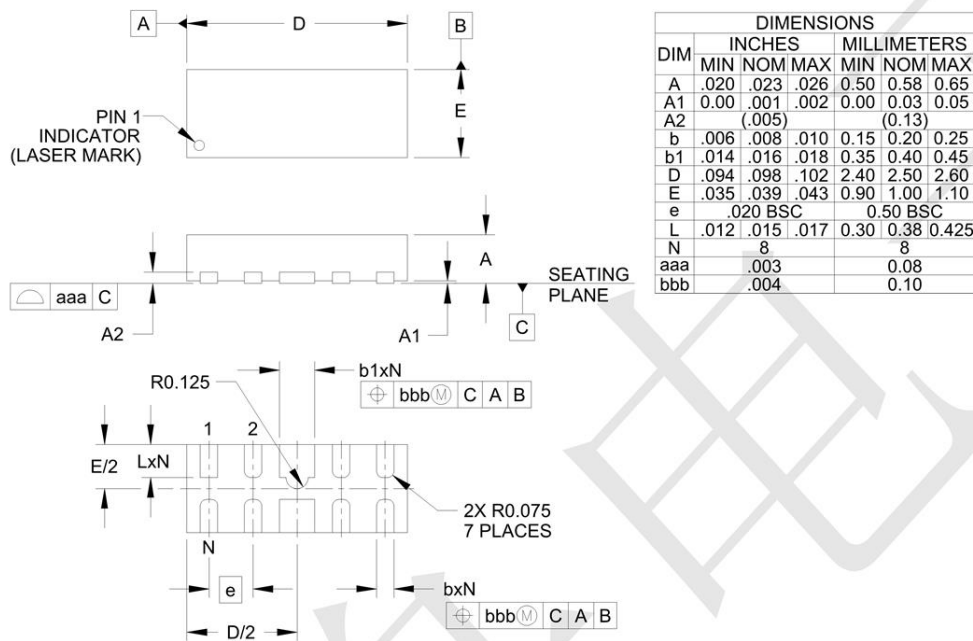 A
D
B
E
PIN 1
INDICATOR
(LASER MARK)
A
SEATING
PLANE
aaa C
A2
A1
C
DIMENSIONS
DIM INCHES MILLIMETERS
MIN NOM MAX MIN NOM MAX
A .020 .023 .026 0.50 0.58 0.65
A1 0.00 .001 .002 0.00 0.03 0.05
A2 (.005) (0.13)
b .006 .008 .010 0.15 0.20 0.25
b1 .014 .016 .018 0.35 0.40 0.45
D .094 .098 .102 2.40 2.50 2.60
E .035 .039 .043 0.90 1.00 1.10
e .020 BSC 0.50 BSC
L .012 .015 .017 0.30 0.38 0.425
N 8 8
aaa .003 0.08
bbb .004 0.10
b1xN
R0.125
⌖ bbb Ⓜ C A B
1 2
E/2
LxN
2X R0.075
7 PLACES
N
e
bxN
⌖ bbb Ⓜ C A B
D/2